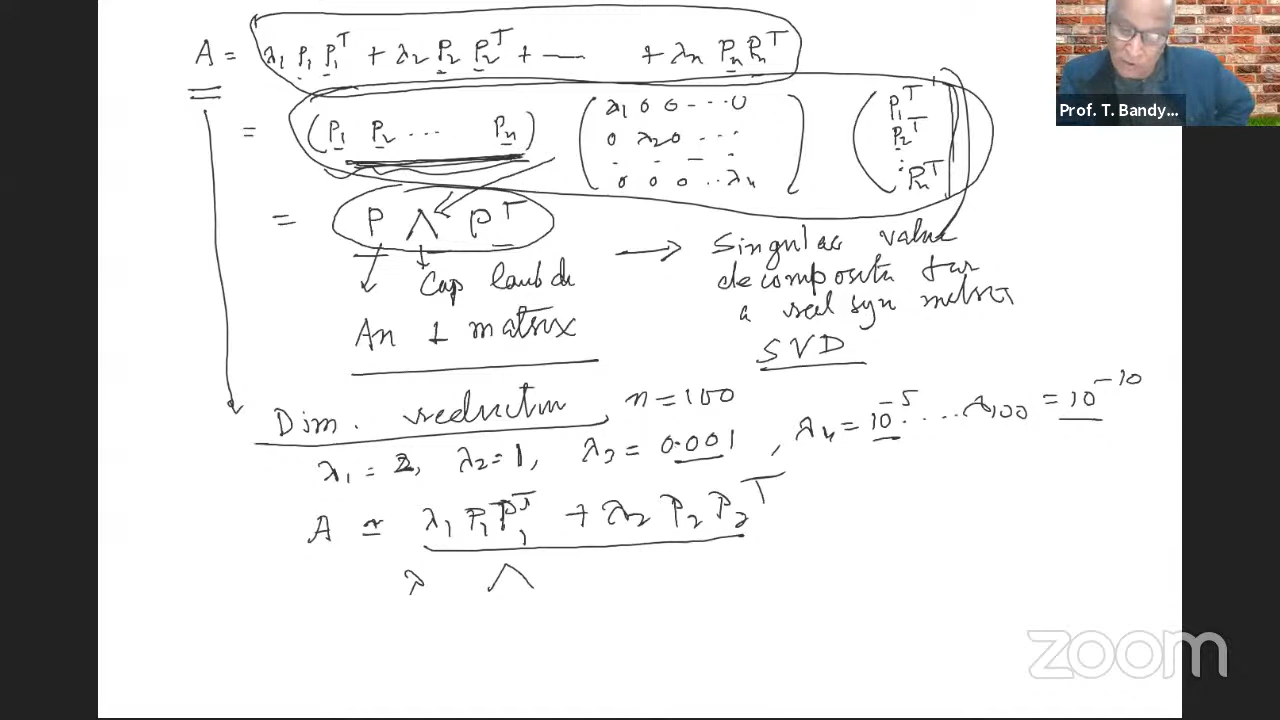 A = λ1 P1 P1^T + λ2 P2 P2^T + --- + λn Pn Pn^T
= (P1 P2 ... Pn) (λ1 0 0 --- 0
0 λ2 0 ---
- - - -
0 0 0 .. λn) (P1^T
P2^T
:
Pn^T)
= P Λ P^T → Singular value
decomposita for
a real sym matrix
SVD
Cap lambda
An ⊥ matrix
Dim. reduction, n = 100
λ1 = 2, λ2 = 1, λ3 = 0.001, λ4 = 10^-5 .... λ100 = 10^-10
A ≃ λ1 P1 P1^T + λ2 P2 P2^T
λ Λ
Prof. T. Bandy...
zoom